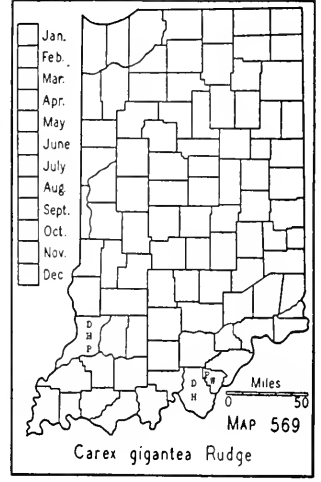 Jan.
Feb.
Mar.
Apr.
May
June
July
Aug.
Sept.
Oct.
Nov.
Dec
D
H
P
P
W
D
H
Miles
0 50
MAP 569
Carex gigantea Rudge